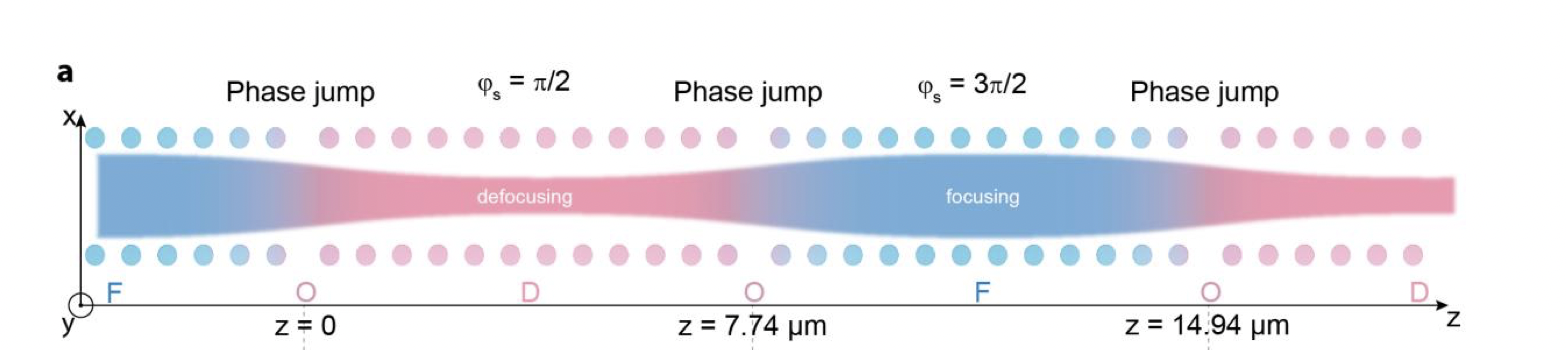 a
Phase jump φs = π/2 Phase jump φs = 3π/2 Phase jump
x
defocusing focusing
F O D O F O D
y z = 0 z = 7.74 µm z = 14.94 µm z